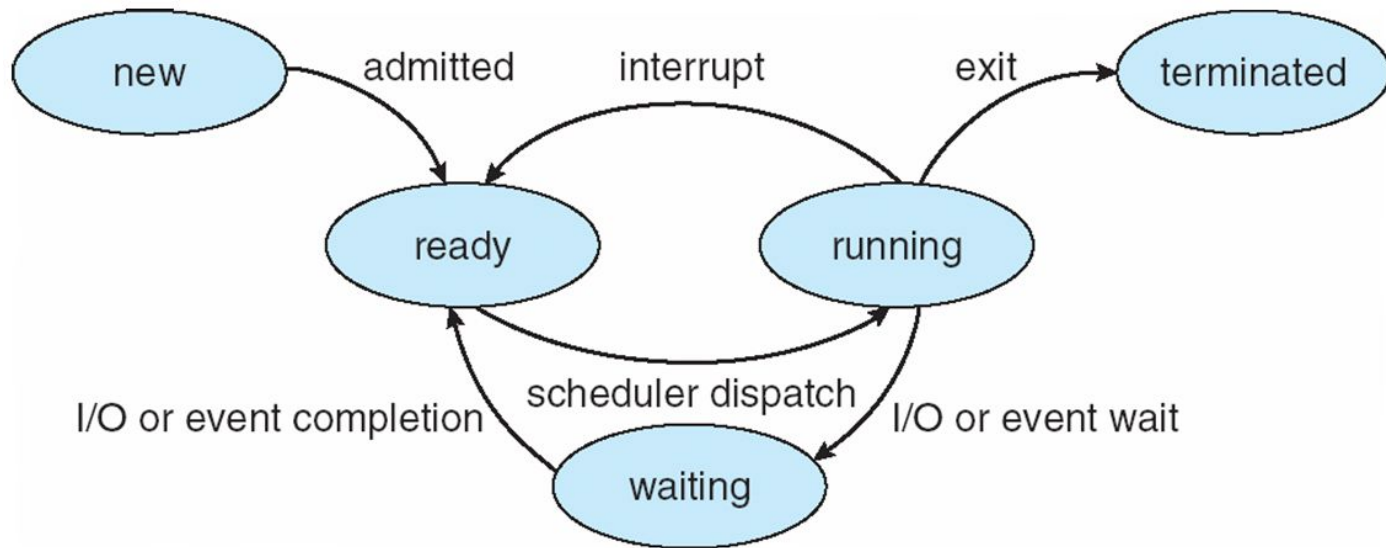 new
admitted
interrupt
exit
terminated
ready
running
scheduler dispatch
I/O or event completion
I/O or event wait
waiting